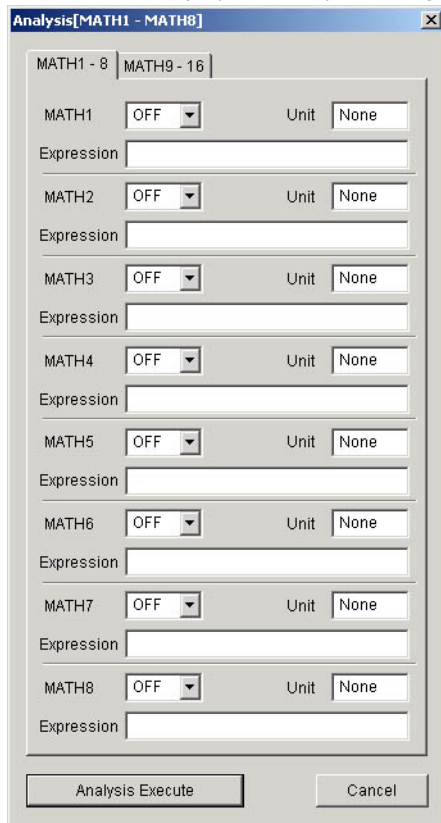 Analysis[MATH1 - MATH8]
MATH1 - 8 MATH9 - 16
MATH1 OFF Unit None
Expression
MATH2 OFF Unit None
Expression
MATH3 OFF Unit None
Expression
MATH4 OFF Unit None
Expression
MATH5 OFF Unit None
Expression
MATH6 OFF Unit None
Expression
MATH7 OFF Unit None
Expression
MATH8 OFF Unit None
Expression
Analysis Execute Cancel